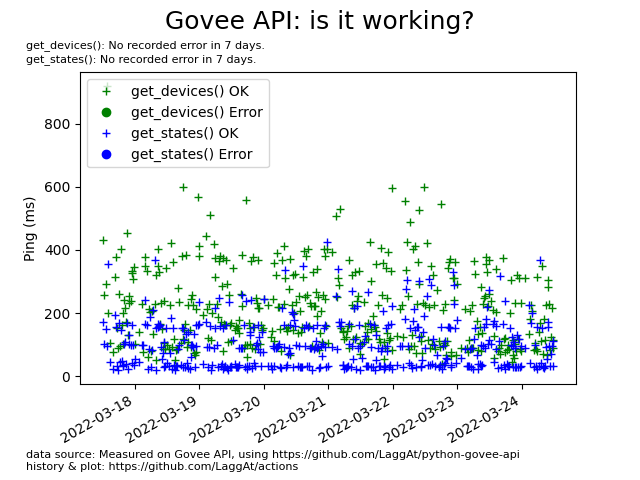 Govee API: is it working?
get_devices(): No recorded error in 7 days.
get_states(): No recorded error in 7 days.
get_devices() OK
get_devices() Error
get_states() OK
get_states() Error
Ping (ms)
800
600
400
200
0
2022-03-18
2022-03-19
2022-03-20
2022-03-21
2022-03-22
2022-03-23
2022-03-24
data source: Measured on Govee API, using https://github.com/LaggAt/python-govee-api
history & plot: https://github.com/LaggAt/actions